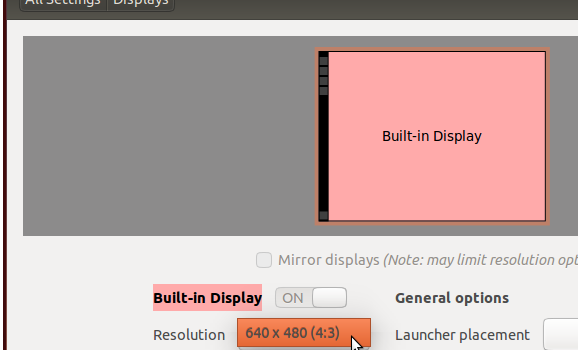 All Settings Displays
Built-in Display
Mirror displays (Note: may limit resolution opt
Built-in Display ON General options
Resolution 640 x 480 (4:3) Launcher placement